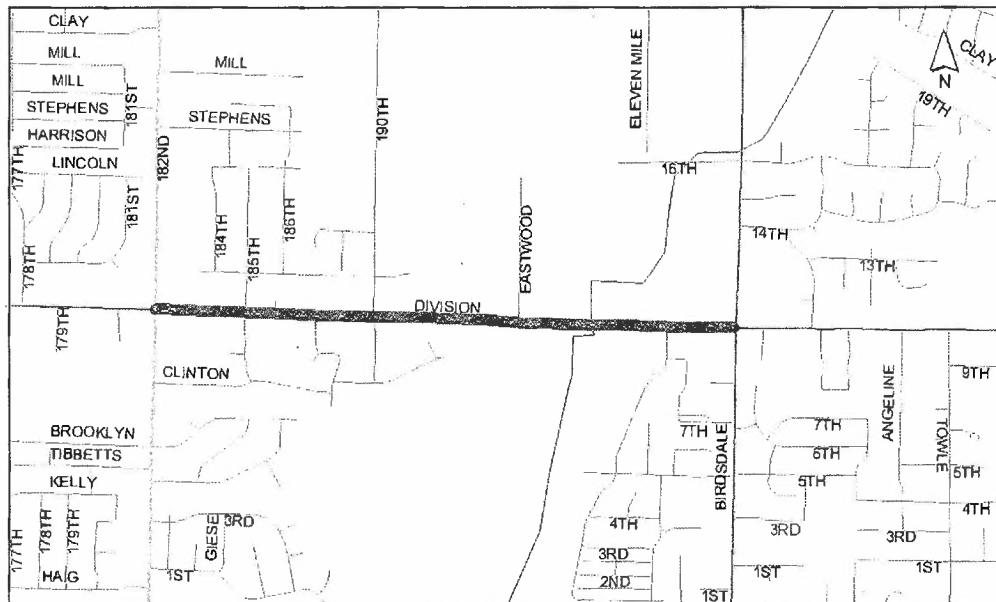 CLAY
MILL
MILL
STEPHENS
HARRISON
LINCOLN
181ST
181ST
177TH
178TH
182ND
MILL
STEPHENS
184TH
185TH
186TH
190TH
ELEVEN MILE
EASTWOOD
16TH
CLAY
N
19TH
14TH
13TH
DIVISION
179TH
CLINTON
BROOKLYN
TIBBETTS
KELLY
177TH
178TH
179TH
HAIG
GIESE
3RD
1ST
7TH
BIRDSDALE
4TH
3RD
2ND
1ST
7TH
6TH
5TH
3RD
1ST
ANGELINE
TOWLE
9TH
5TH
4TH
3RD
1ST